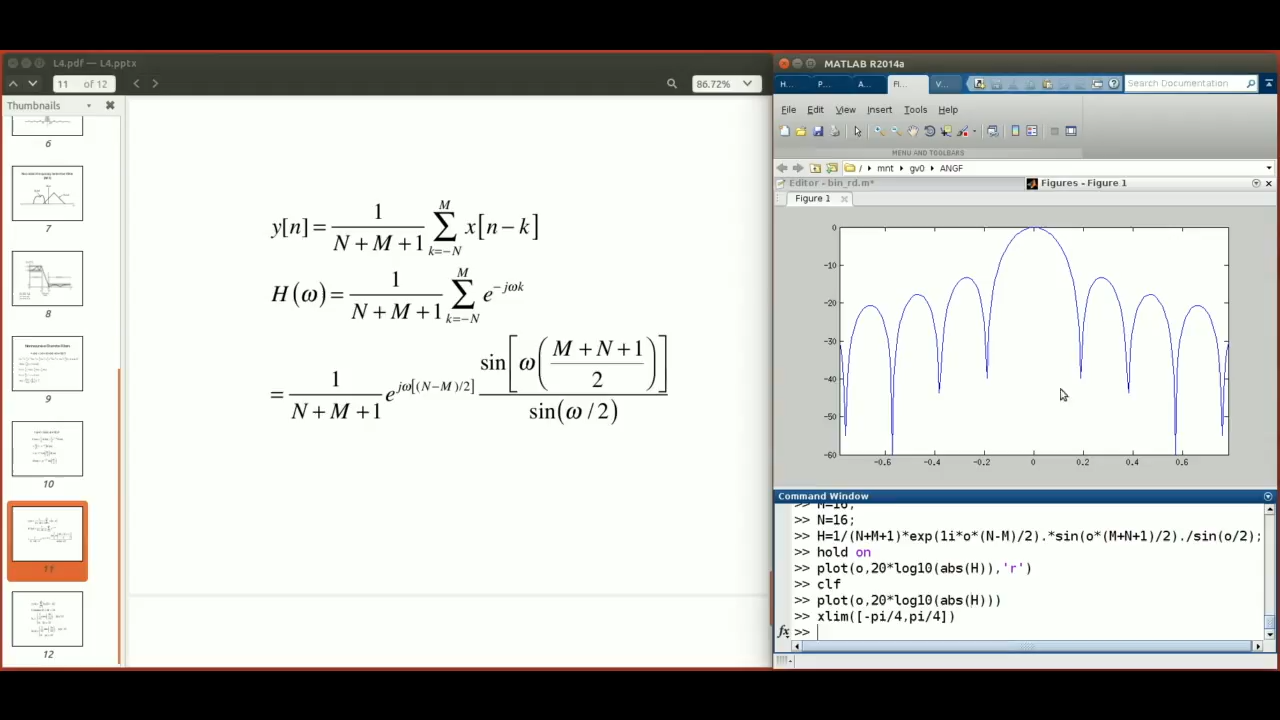 L4.pdf — L4.pptx
11 of 12
86.72%
Thumbnails
6
7
8
9
10
11
12
y[n] = 1/(N + M + 1) ∑_{k=−N}^{M} x[n − k]
H(ω) = 1/(N + M + 1) ∑_{k=−N}^{M} e^{−jωk}
= 1/(N + M + 1) e^{jω[(N−M)/2]} sin[ω((M + N + 1)/2)] / sin(ω / 2)
MATLAB R2014a
H... P... A... Fi... V... Search Documentation
File Edit View Insert Tools Help
MENU AND TOOLBARS
/ mnt gv0 ANGF
Editor - bin_rd.m* Figures - Figure 1
Figure 1
0
-10
-20
-30
-40
-50
-60
-0.6 -0.4 -0.2 0 0.2 0.4 0.6
Command Window
>> M=16;
>> N=16;
>> H=1/(N+M+1)*exp(1i*o*(N-M)/2).*sin(o*(M+N+1)/2)./sin(o/2);
>> hold on
>> plot(o,20*log10(abs(H)),'r')
>> clf
>> plot(o,20*log10(abs(H)))
>> xlim([-pi/4,pi/4])
fx >>